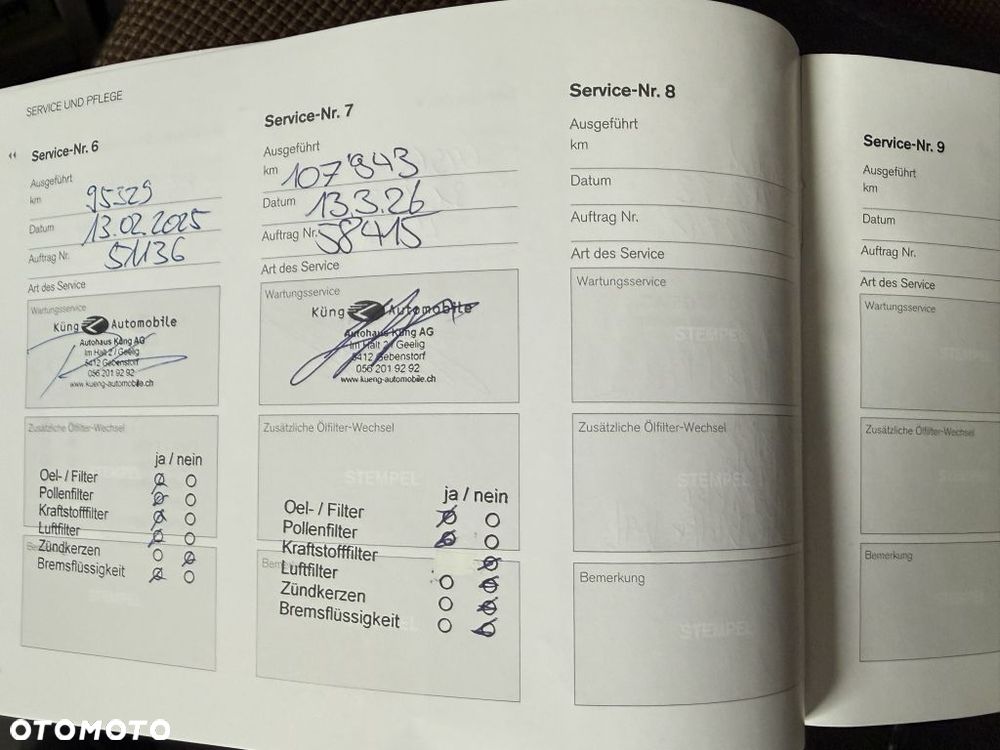 SERVICE UND PFLEGE
Service-Nr. 6
Ausgeführt
km 95329
Datum 13.02.2025
Auftrag Nr. 51136
Art des Service
Wartungsservice
Küng Automobile
Autohaus Küng AG
Im Halt 2 / Geelig
5412 Gebenstorf
056 201 92 92
www.kueng-automobile.ch
Zusätzliche Ölfilter-Wechsel
ja / nein
Oel- / Filter
Pollenfilter
Kraftstofffilter
Luftfilter
Zündkerzen
Bremsflüssigkeit
Service-Nr. 7
Ausgeführt
km 107'843
Datum 13.3.26
Auftrag Nr. 58415
Art des Service
Wartungsservice
Küng Automobile
Autohaus Küng AG
Im Halt 2 / Geelig
5412 Gebenstorf
056 201 92 92
www.kueng-automobile.ch
Zusätzliche Ölfilter-Wechsel
STEMPEL
ja / nein
Oel- / Filter
Pollenfilter
Kraftstofffilter
Luftfilter
Zündkerzen
Bremsflüssigkeit
Service-Nr. 8
Ausgeführt
km
Datum
Auftrag Nr.
Art des Service
Wartungsservice
STEMPEL
Zusätzliche Ölfilter-Wechsel
STEMPEL
Bemerkung
STEMPEL
Service-Nr. 9
Ausgeführt
km
Datum
Auftrag Nr.
Art des Service
Wartungsservice
Zusätzliche Ölfilter-Wechsel
Bemerkung
OTOMOTO